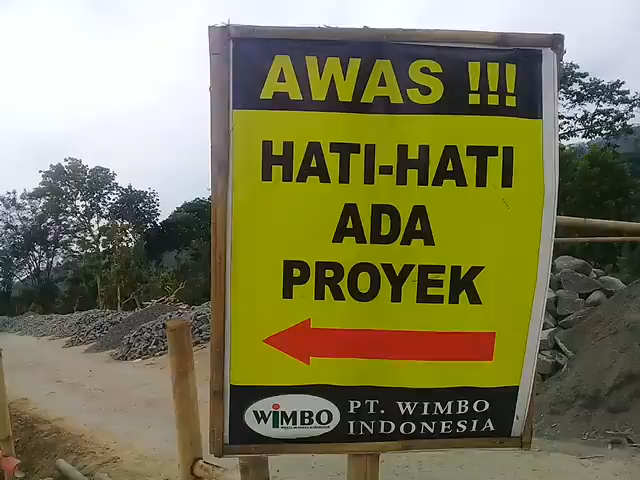 AWAS !!!
HATI-HATI
ADA
PROYEK
WiMBO
PT. WIMBO
INDONESIA